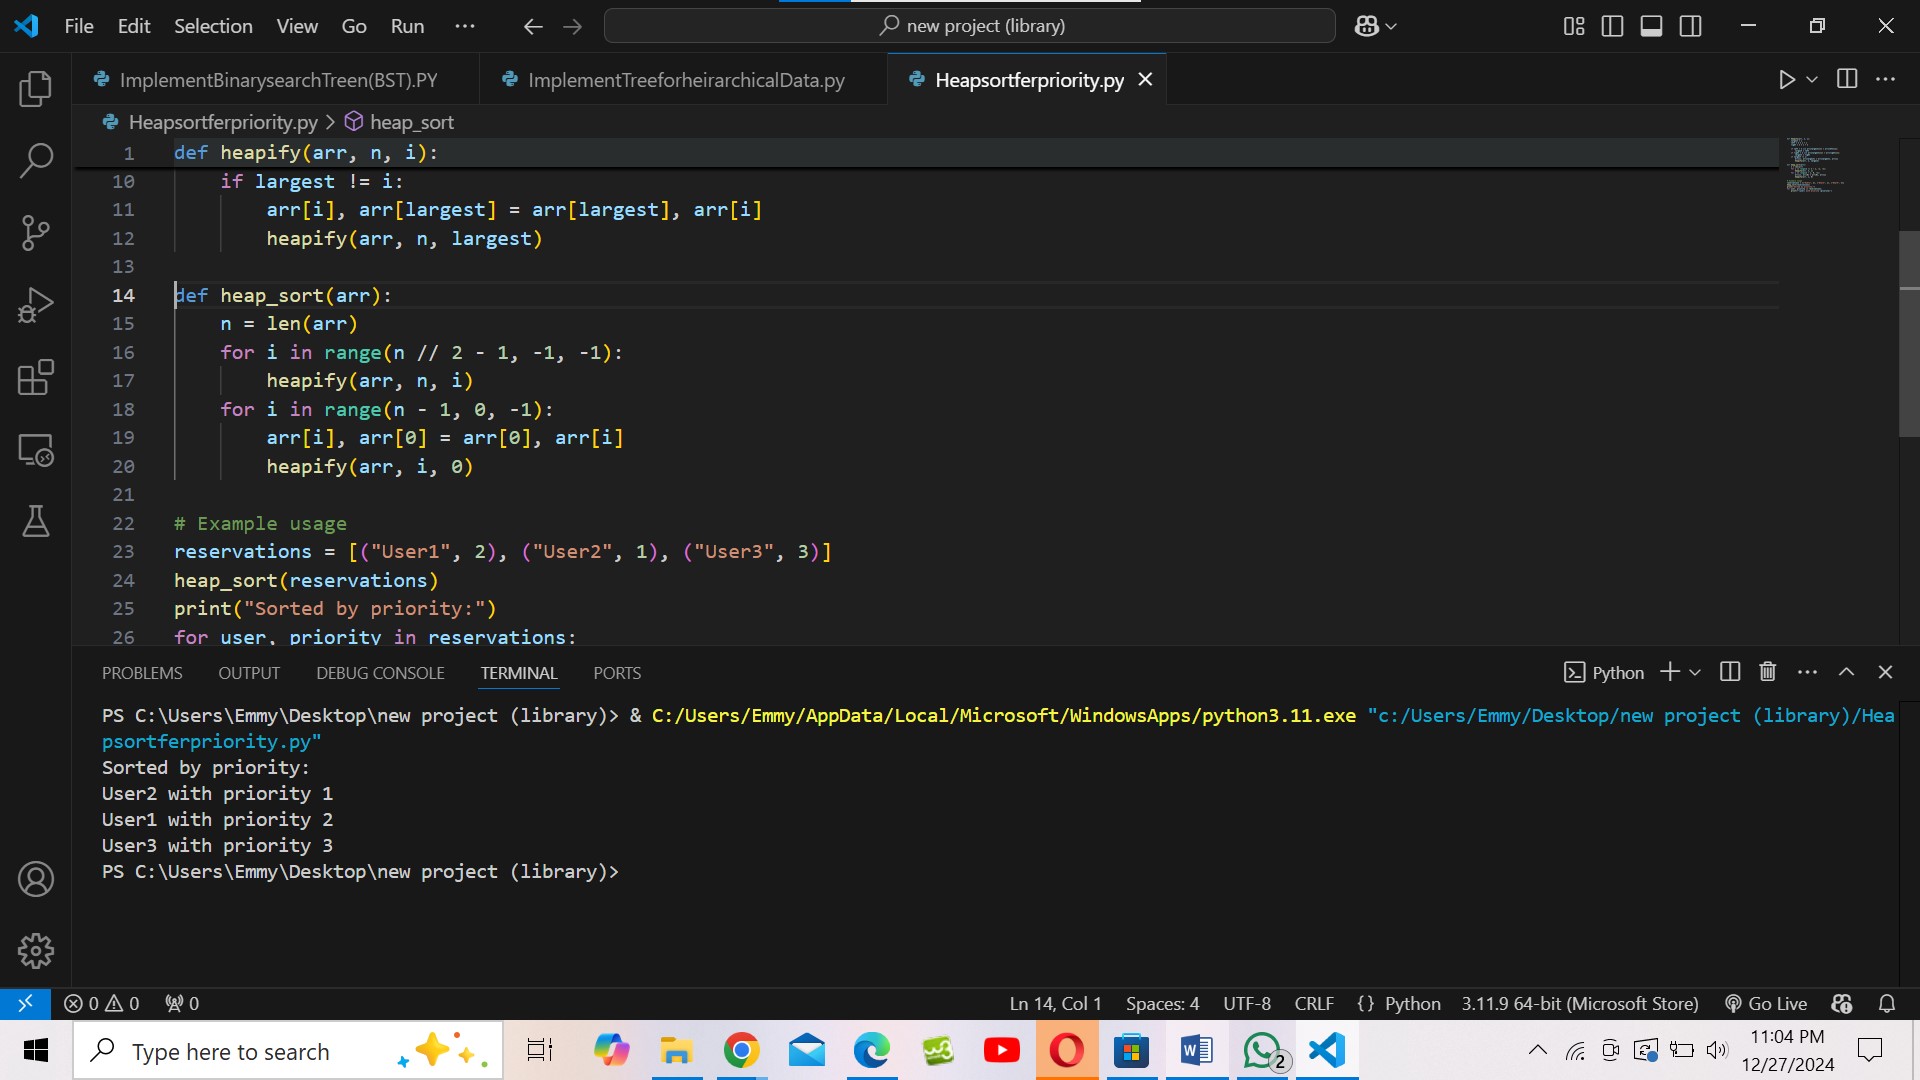 File Edit Selection View Go Run ··· new project (library)
ImplementBinarysearchTreen(BST).PY ImplementTreeforheirarchicalData.py Heapsortferpriority.py
Heapsortferpriority.py > heap_sort
1 def heapify(arr, n, i):
10 if largest != i:
11 arr[i], arr[largest] = arr[largest], arr[i]
12 heapify(arr, n, largest)
13
14 def heap_sort(arr):
15 n = len(arr)
16 for i in range(n // 2 - 1, -1, -1):
17 heapify(arr, n, i)
18 for i in range(n - 1, 0, -1):
19 arr[i], arr[0] = arr[0], arr[i]
20 heapify(arr, i, 0)
21
22 # Example usage
23 reservations = [("User1", 2), ("User2", 1), ("User3", 3)]
24 heap_sort(reservations)
25 print("Sorted by priority:")
26 for user, priority in reservations:
PROBLEMS OUTPUT DEBUG CONSOLE TERMINAL PORTS Python
PS C:\Users\Emmy\Desktop\new project (library)> & C:/Users/Emmy/AppData/Local/Microsoft/WindowsApps/python3.11.exe "c:/Users/Emmy/Desktop/new project (library)/Hea
psortferpriority.py"
Sorted by priority:
User2 with priority 1
User1 with priority 2
User3 with priority 3
PS C:\Users\Emmy\Desktop\new project (library)>
0 0 0 Ln 14, Col 1 Spaces: 4 UTF-8 CRLF {} Python 3.11.9 64-bit (Microsoft Store) Go Live
Type here to search 2 11:04 PM
12/27/2024